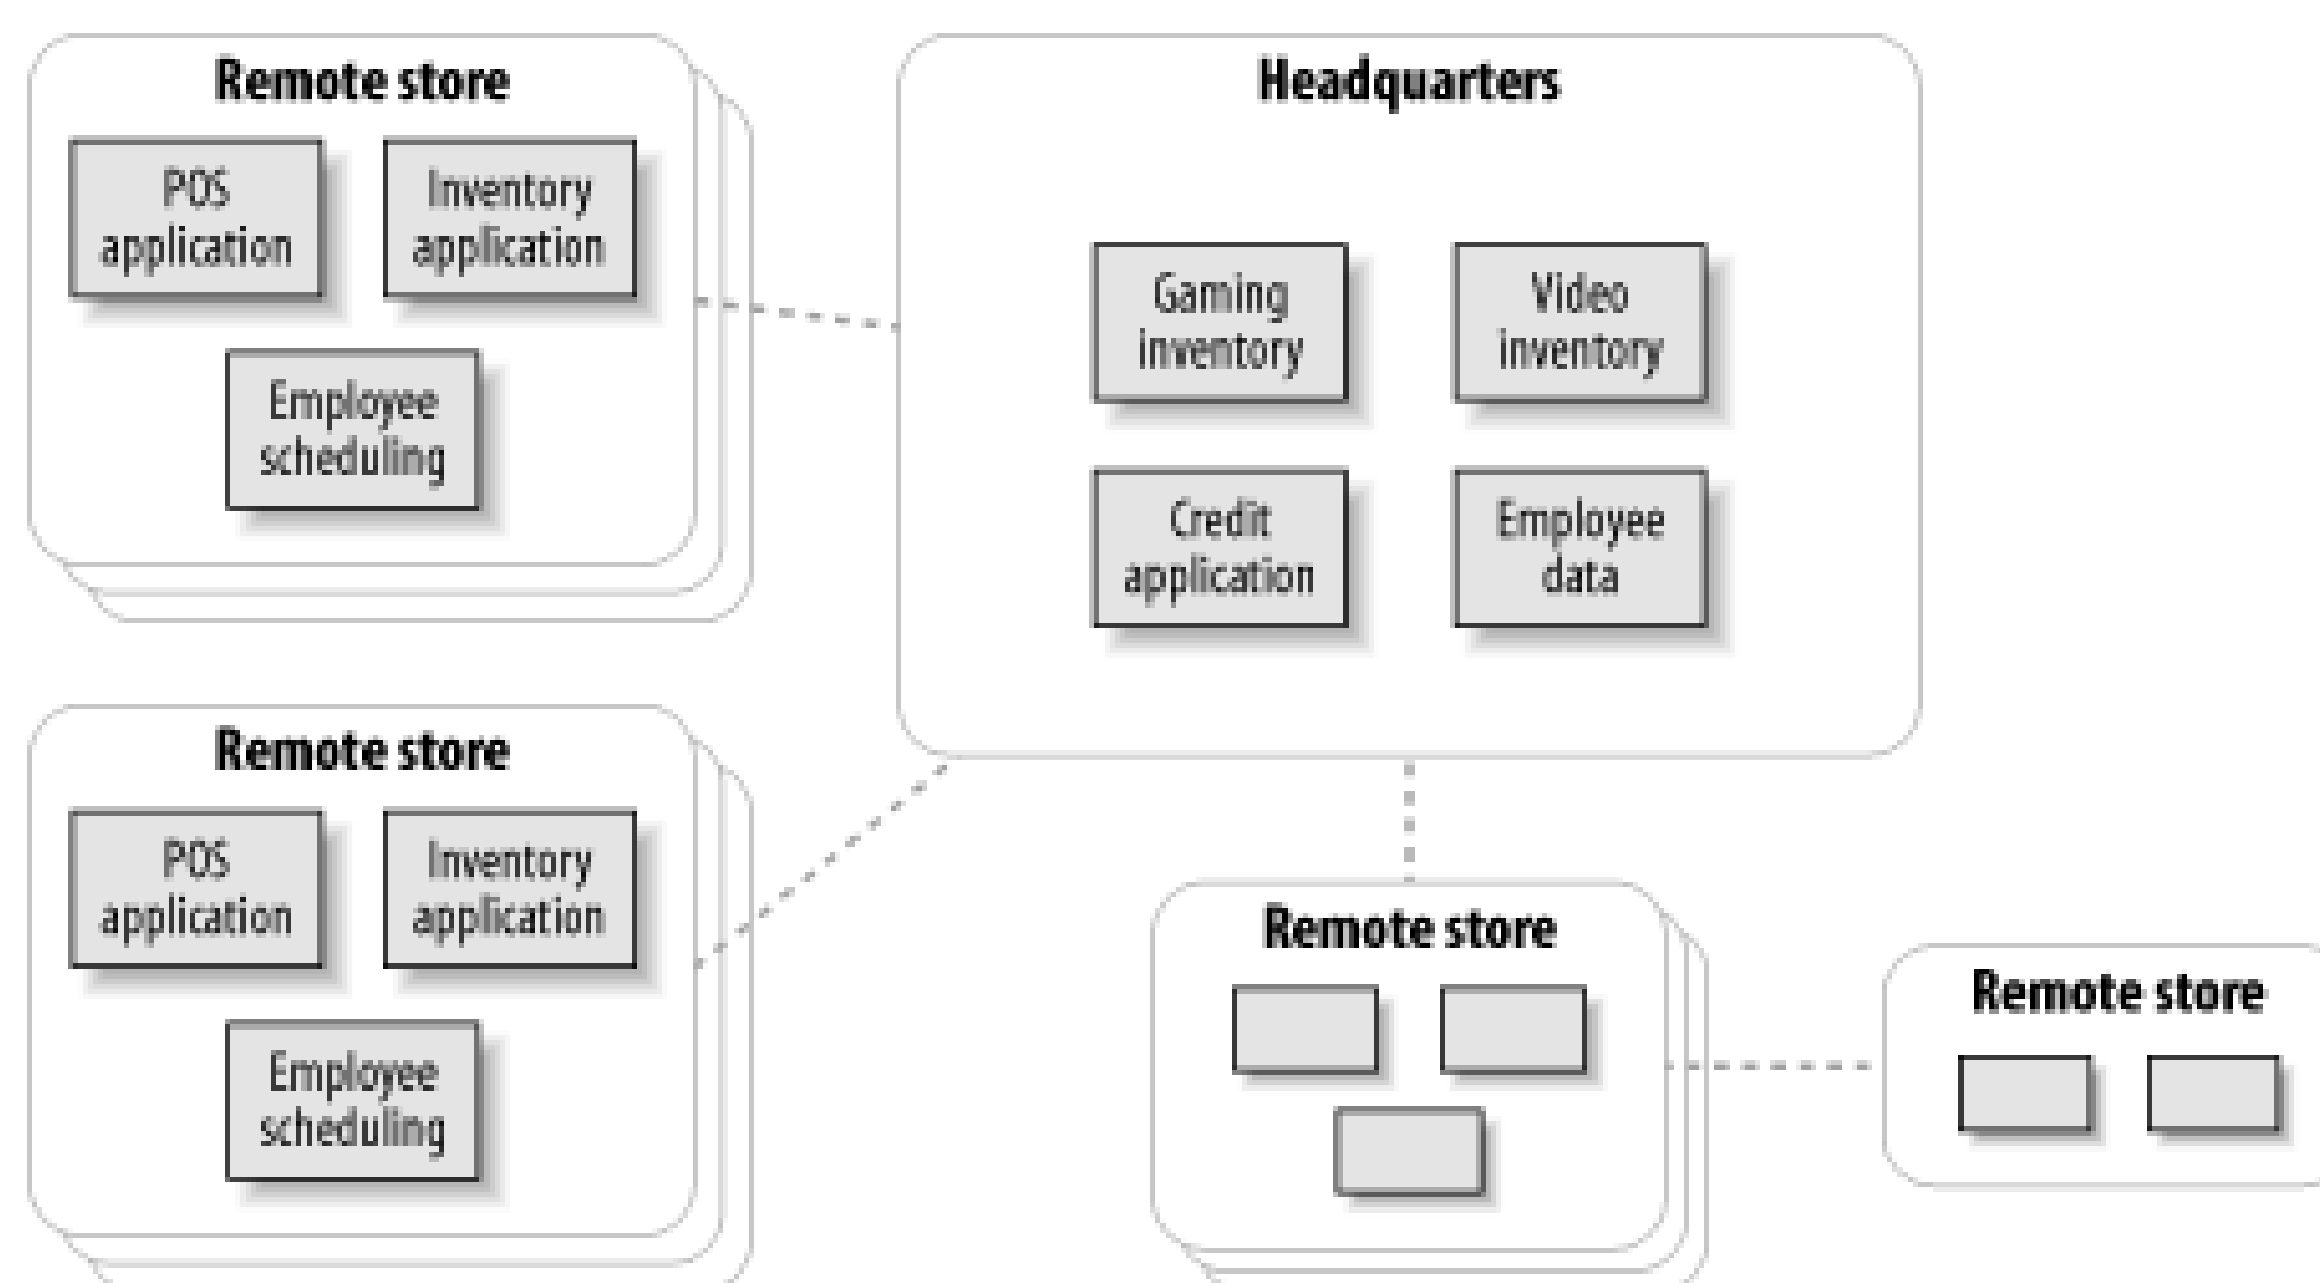 Remote store
POS
application
Inventory
application
Employee
scheduling
Headquarters
Gaming
inventory
Video
inventory
Credit
application
Employee
data
Remote store
POS
application
Inventory
application
Employee
scheduling
Remote store
Remote store